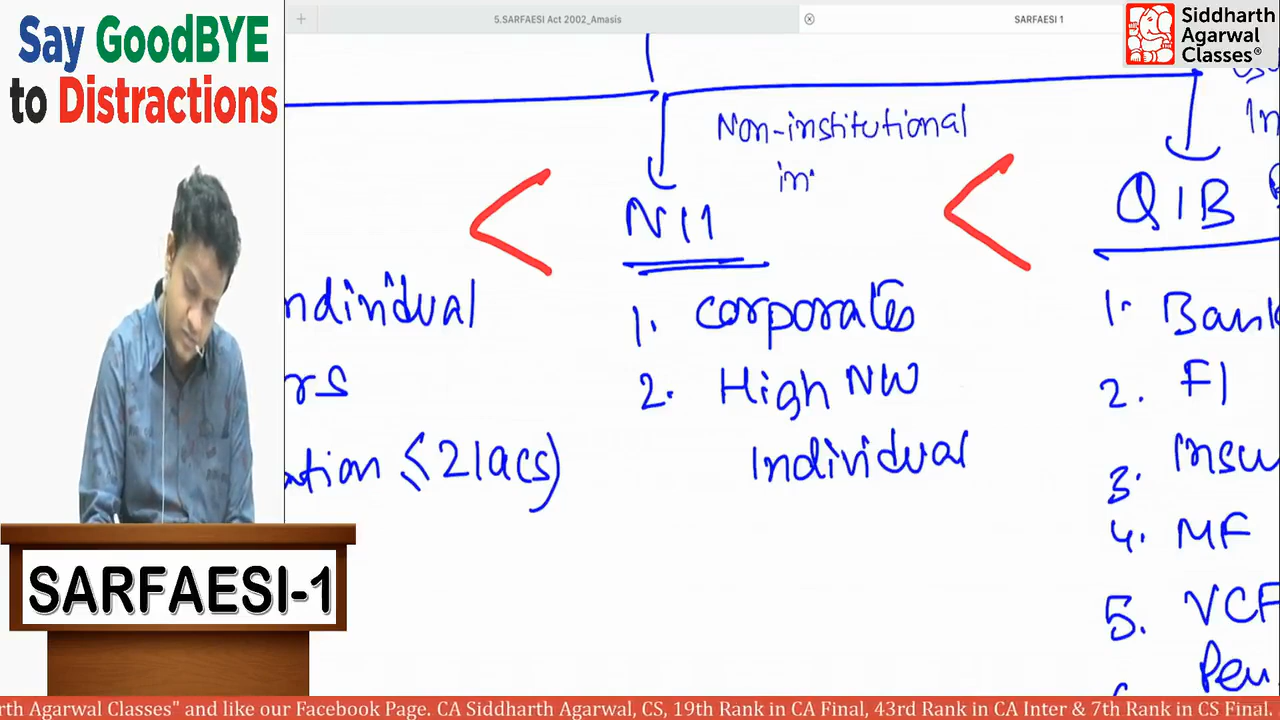 Say GoodBYE
to Distractions
5.SARFAESI Act 2002_Amasis
SARFAESI 1
Siddharth
Agarwal
Classes®
Non-institutional
in
NII
QIB
ndividual
rs
ation ≤2lacs)
1. Corporates
2. High NW
Individual
1. Bank
2. FI
3. Insu
4. MF
5. VCF
Pen
SARFAESI-1
rth Agarwal Classes" and like our Facebook Page. CA Siddharth Agarwal, CS, 19th Rank in CA Final, 43rd Rank in CA Inter & 7th Rank in CS Final.